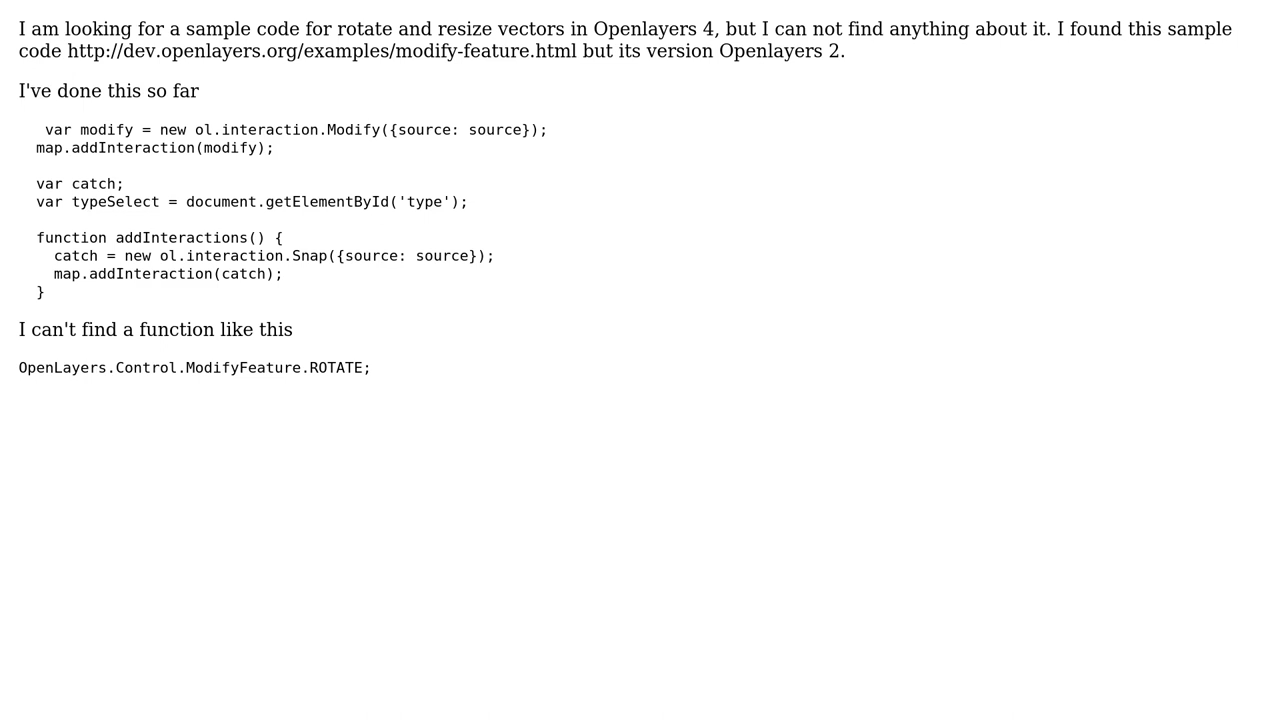 I am looking for a sample code for rotate and resize vectors in Openlayers 4, but I can not find anything about it. I found this sample
code http://dev.openlayers.org/examples/modify-feature.html but its version Openlayers 2.
I've done this so far
var modify = new ol.interaction.Modify({source: source});
map.addInteraction(modify);
var catch;
var typeSelect = document.getElementById('type');
function addInteractions() {
catch = new ol.interaction.Snap({source: source});
map.addInteraction(catch);
}
I can't find a function like this
OpenLayers.Control.ModifyFeature.ROTATE;